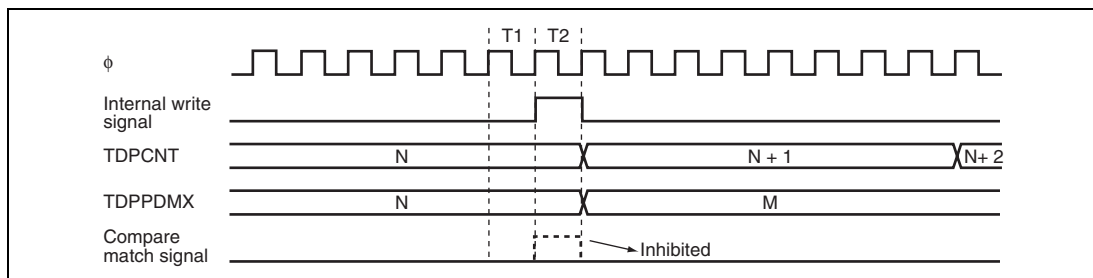 T1 T2
φ
Internal write
signal
TDPCNT N N + 1 N+ 2
TDPPDMX N M
Compare
match signal Inhibited